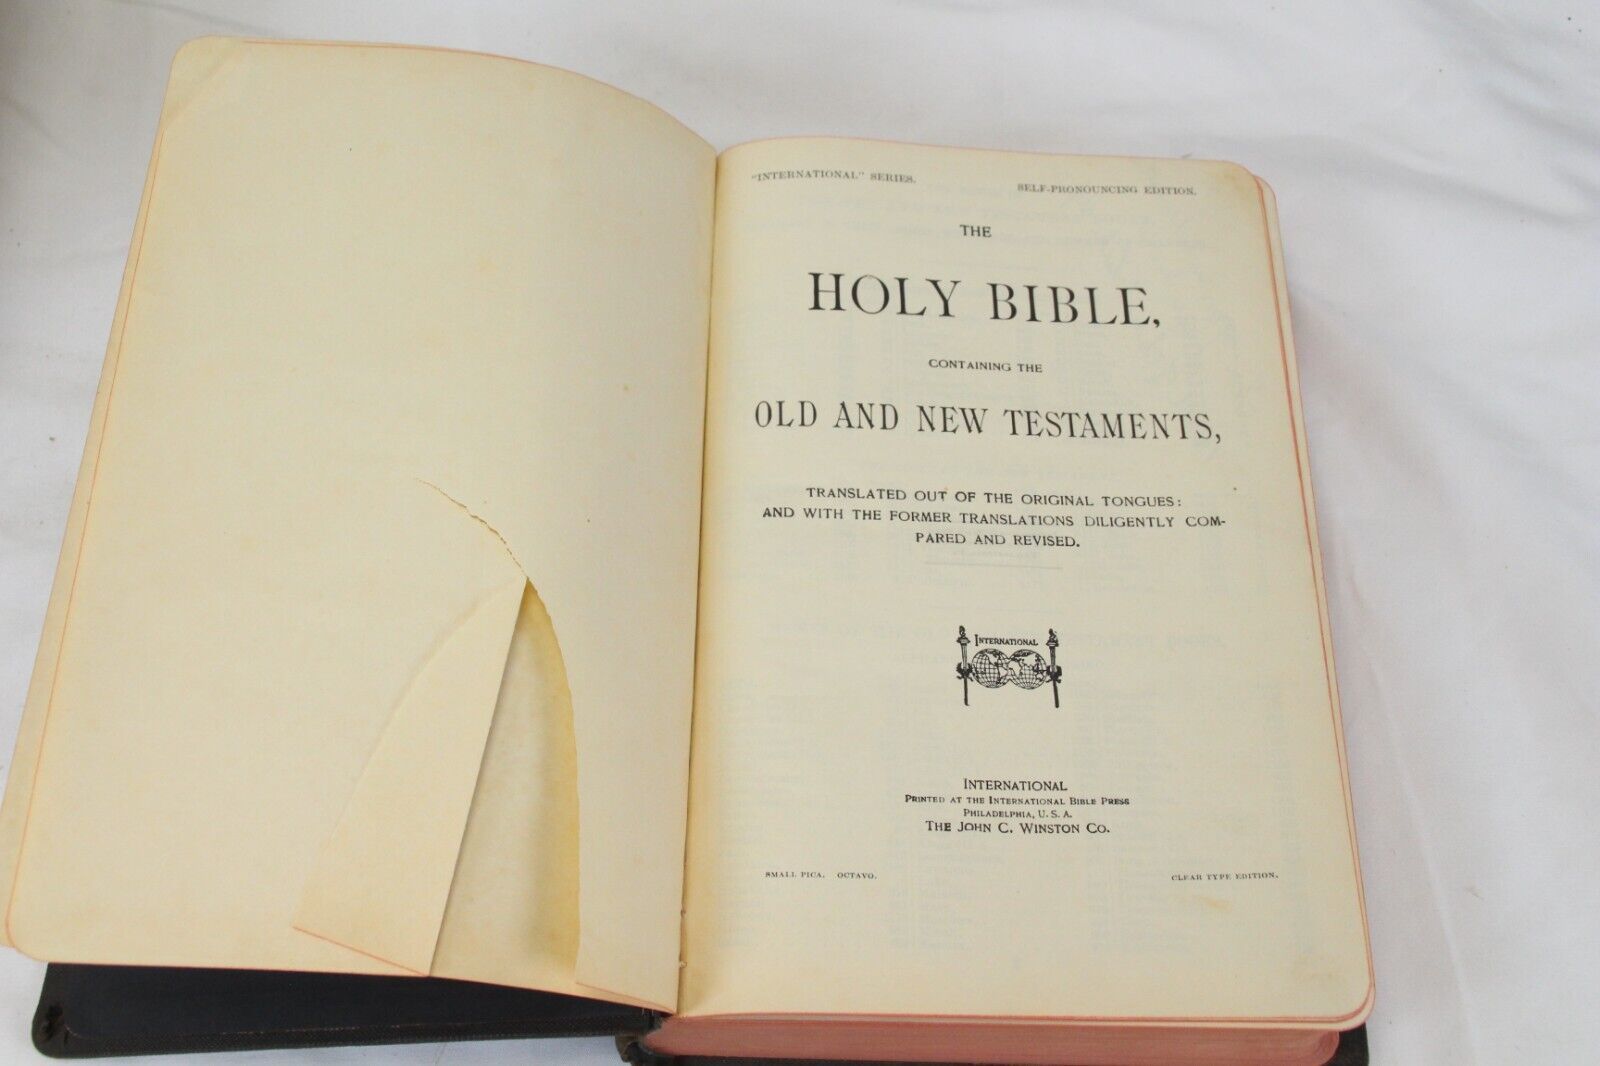 "INTERNATIONAL" SERIES. SELF-PRONOUNCING EDITION.
THE
HOLY BIBLE,
CONTAINING THE
OLD AND NEW TESTAMENTS,
TRANSLATED OUT OF THE ORIGINAL TONGUES:
AND WITH THE FORMER TRANSLATIONS DILIGENTLY COM-
PARED AND REVISED.
INTERNATIONAL
INTERNATIONAL
PRINTED AT THE INTERNATIONAL BIBLE PRESS
PHILADELPHIA, U. S. A.
THE JOHN C. WINSTON CO.
SMALL PICA. OCTAVO. CLEAR TYPE EDITION.